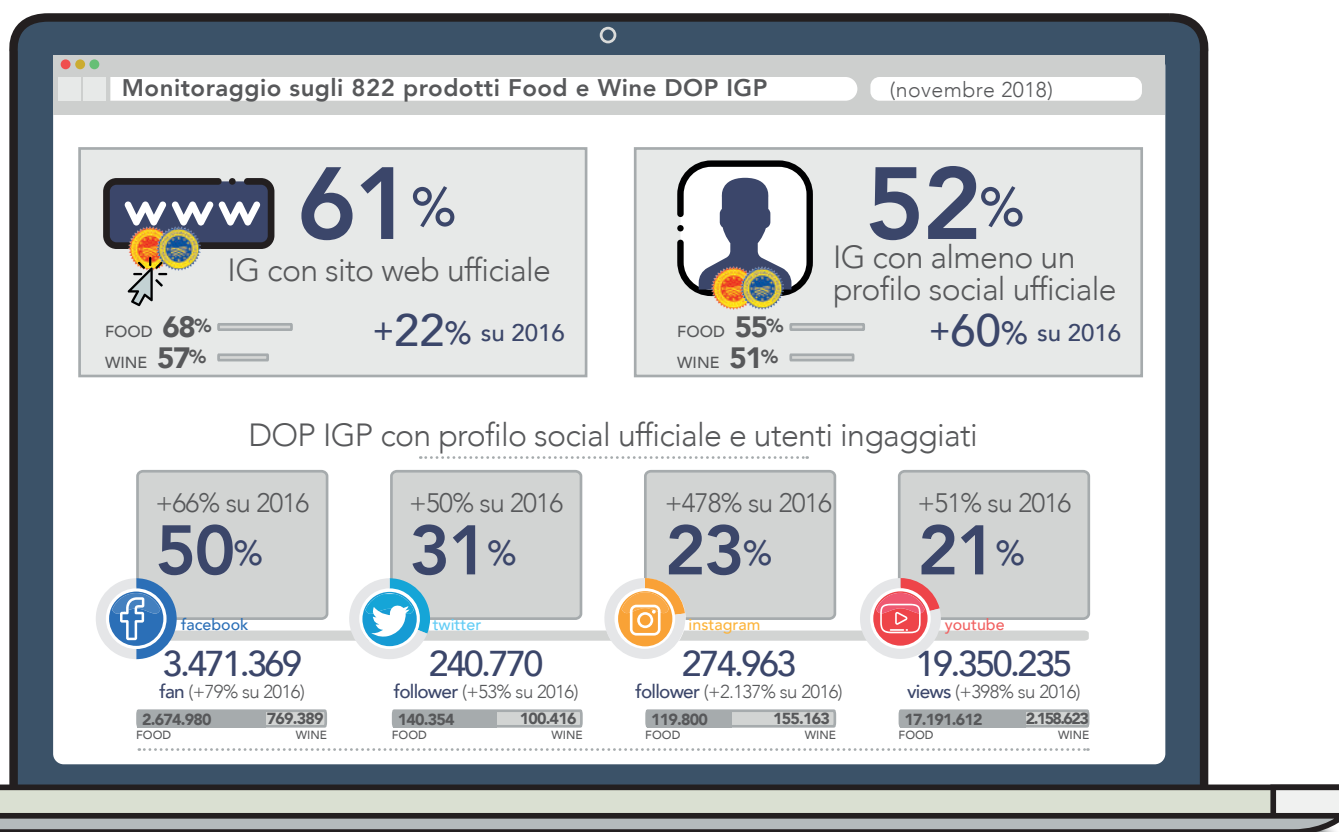 Monitoraggio sugli 822 prodotti Food e Wine DOP IGP
(novembre 2018)
www
61%
IG con sito web ufficiale
FOOD 68%
WINE 57%
+22% su 2016
52%
IG con almeno un
profilo social ufficiale
FOOD 55%
WINE 51%
+60% su 2016
DOP IGP con profilo social ufficiale e utenti ingaggiati
+66% su 2016
50%
facebook
3.471.369
fan (+79% su 2016)
2.674.980 769.389
FOOD WINE
+50% su 2016
31%
twitter
240.770
follower (+53% su 2016)
140.354 100.416
FOOD WINE
+478% su 2016
23%
instagram
274.963
follower (+2.137% su 2016)
119.800 155.163
FOOD WINE
+51% su 2016
21%
youtube
19.350.235
views (+398% su 2016)
17.191.612 2.158.623
FOOD WINE